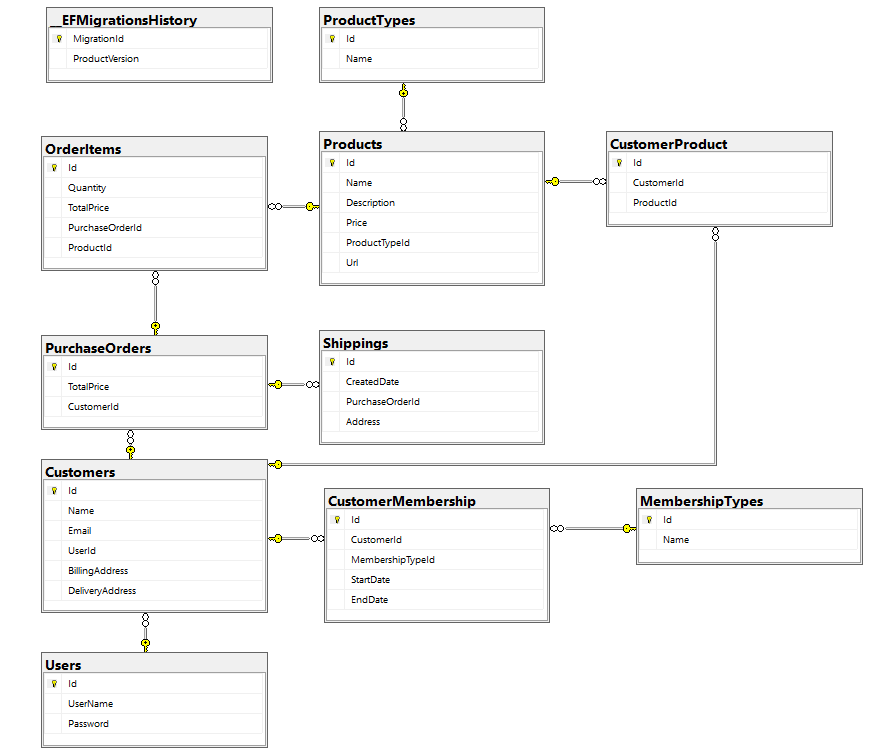 __EFMigrationsHistory
MigrationId
ProductVersion
ProductTypes
Id
Name
OrderItems
Id
Quantity
TotalPrice
PurchaseOrderId
ProductId
Products
Id
Name
Description
Price
ProductTypeId
Url
CustomerProduct
Id
CustomerId
ProductId
PurchaseOrders
Id
TotalPrice
CustomerId
Shippings
Id
CreatedDate
PurchaseOrderId
Address
Customers
Id
Name
Email
UserId
BillingAddress
DeliveryAddress
CustomerMembership
Id
CustomerId
MembershipTypeId
StartDate
EndDate
MembershipTypes
Id
Name
Users
Id
UserName
Password